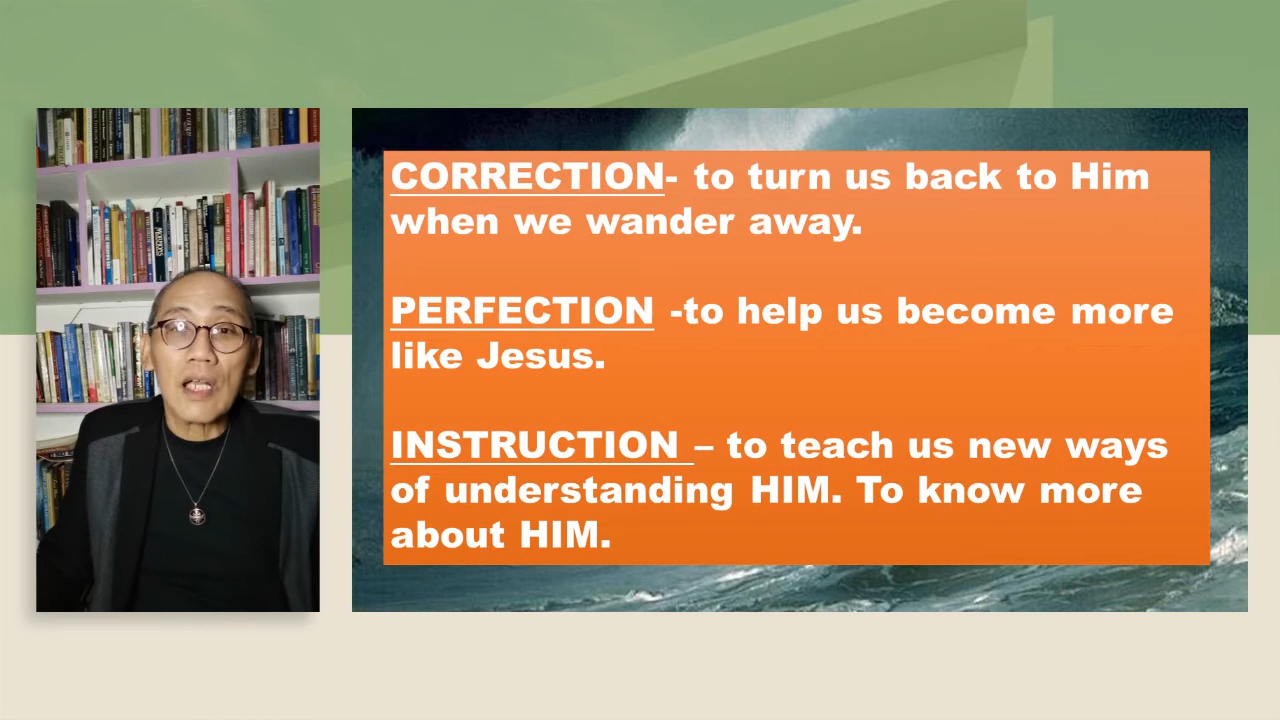 CORRECTION- to turn us back to Him
when we wander away.
PERFECTION -to help us become more
like Jesus.
INSTRUCTION – to teach us new ways
of understanding HIM. To know more
about HIM.